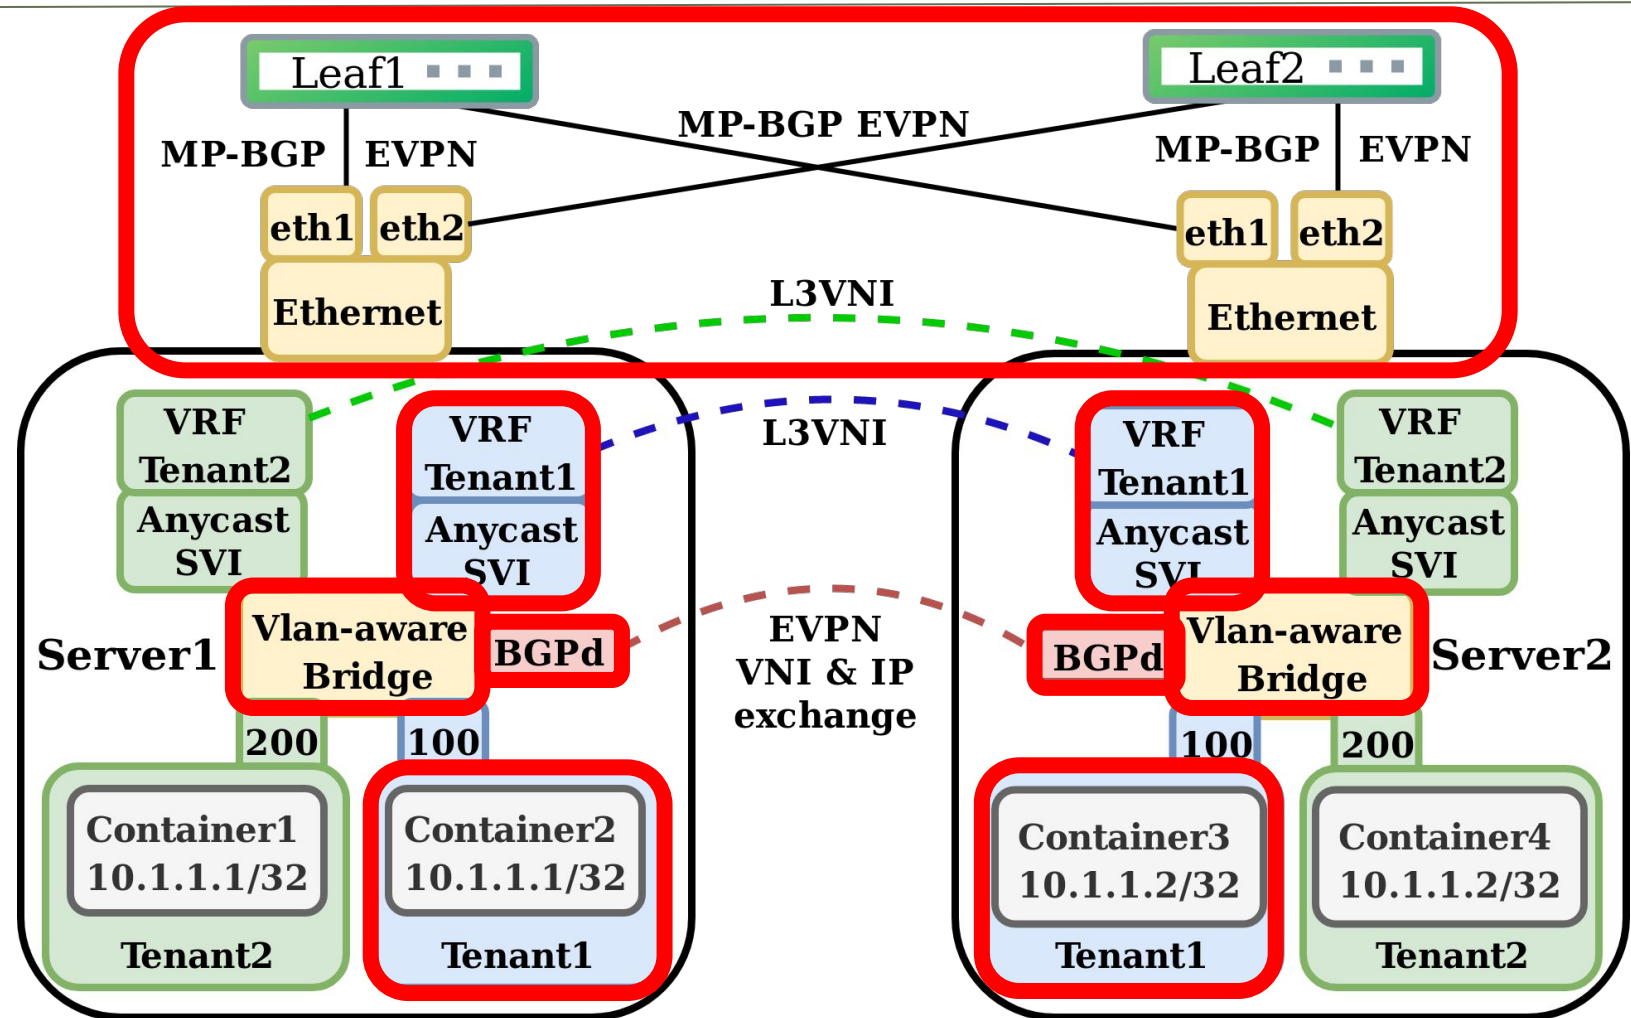 Leaf1
Leaf2
MP-BGP EVPN
MP-BGP EVPN
MP-BGP EVPN
eth1
eth2
eth1
eth2
Ethernet
Ethernet
L3VNI
L3VNI
VRF
Tenant2
Anycast
SVI
VRF
Tenant1
Anycast
SVI
VRF
Tenant1
Anycast
SVI
VRF
Tenant2
Anycast
SVI
Server1
Vlan-aware
Bridge
BGPd
EVPN
VNI & IP
exchange
BGPd
Vlan-aware
Bridge
Server2
200
100
100
200
Container1
10.1.1.1/32
Tenant2
Container2
10.1.1.1/32
Tenant1
Container3
10.1.1.2/32
Tenant1
Container4
10.1.1.2/32
Tenant2